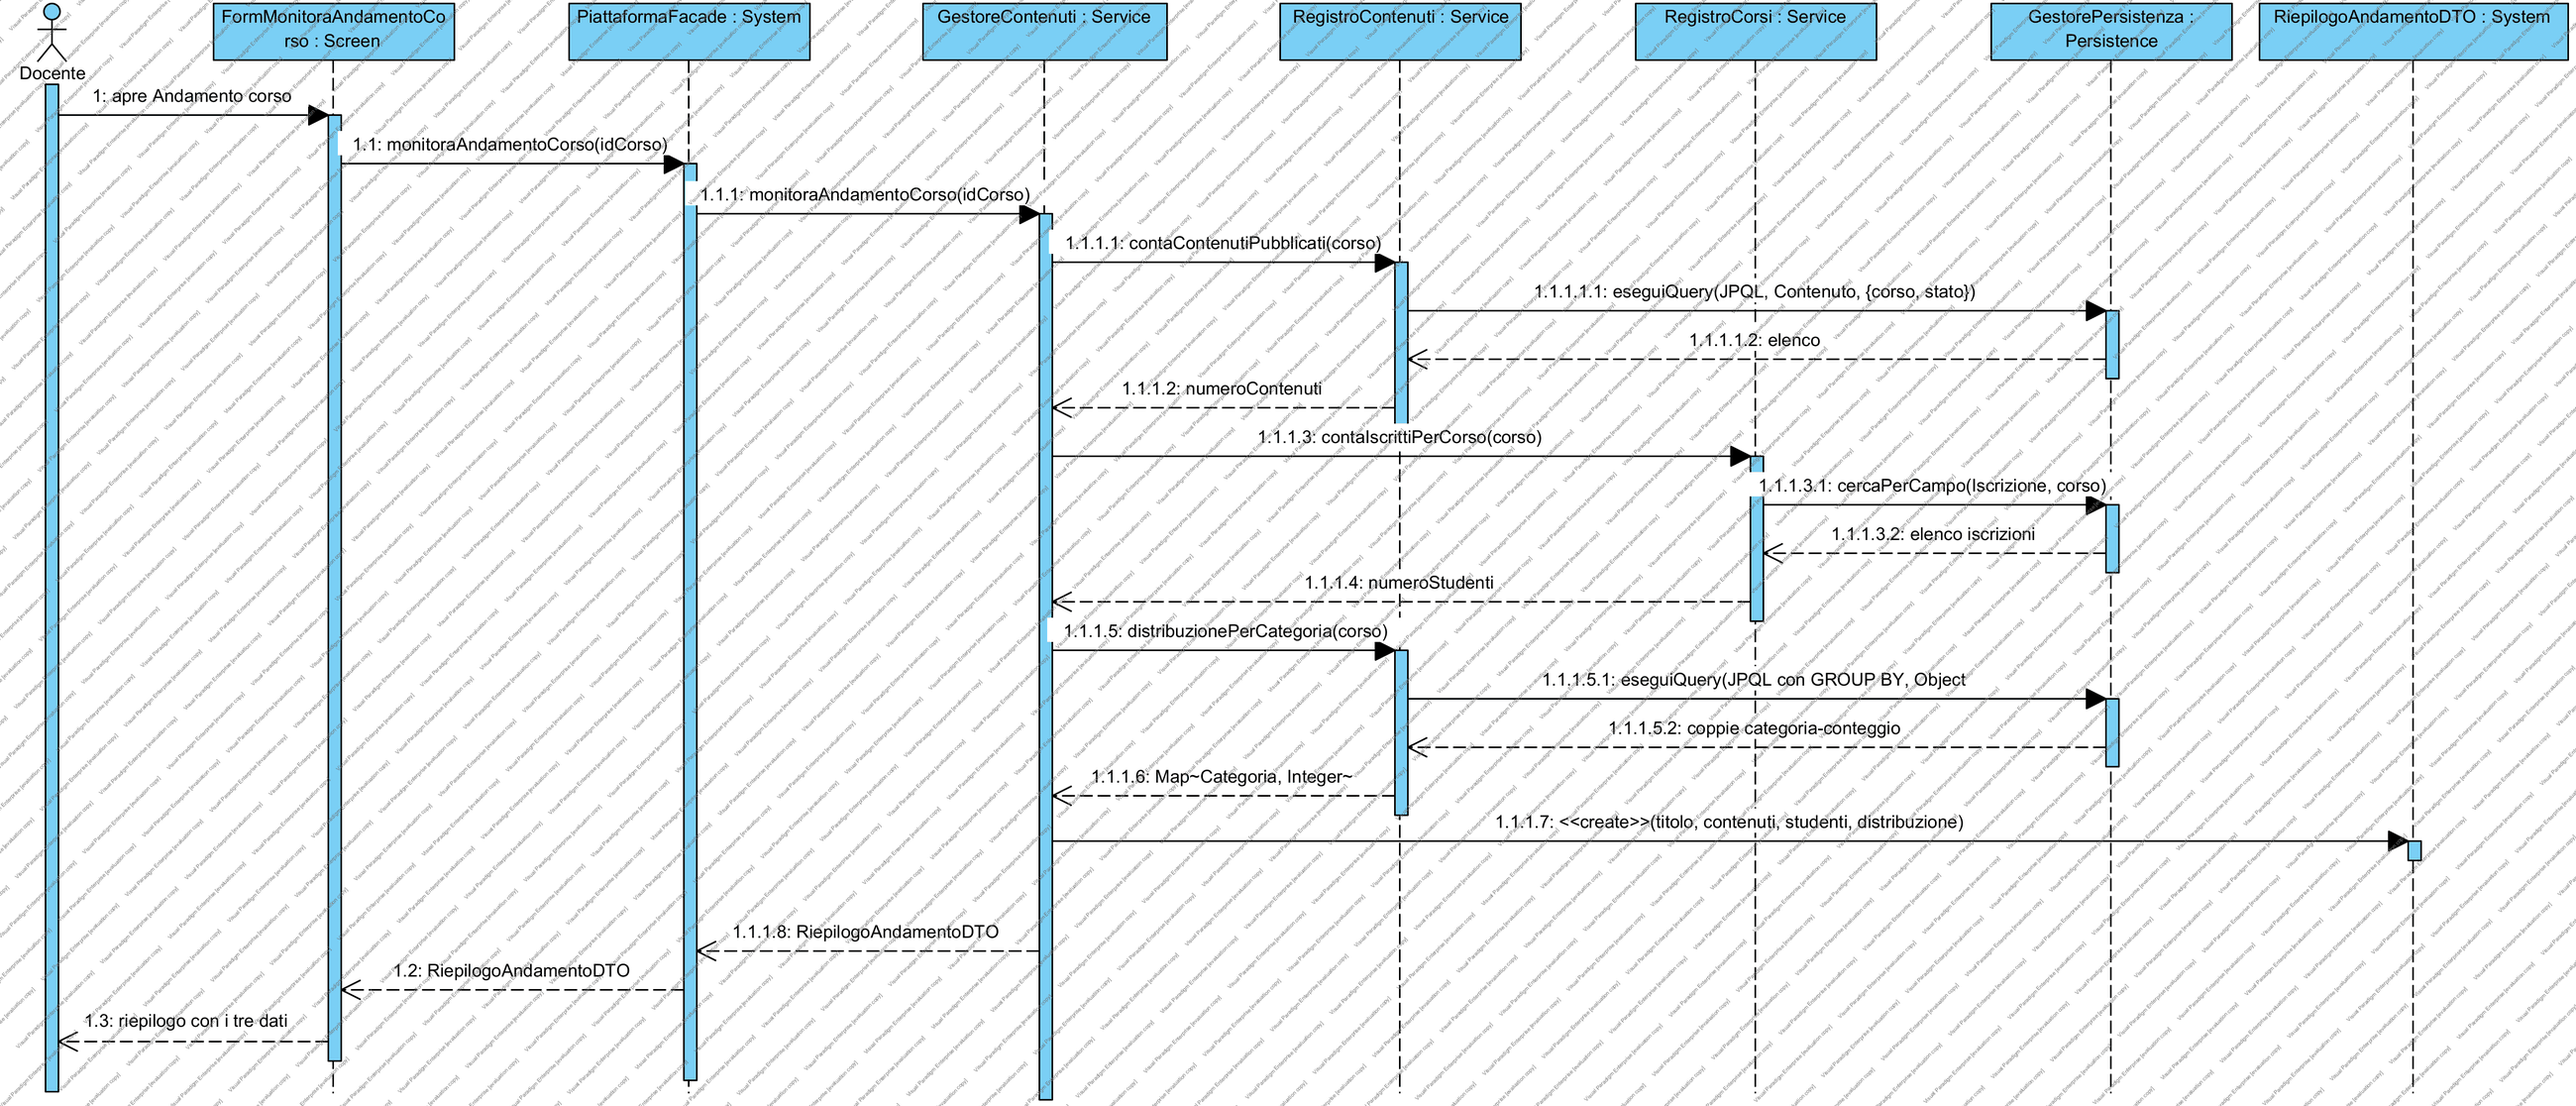 Docente
FormMonitoraAndamentoCo
rso : Screen
PiattaformaFacade : System
GestoreContenuti : Service
RegistroContenuti : Service
RegistroCorsi : Service
GestorePersistenza :
Persistence
RiepilogoAndamentoDTO : System
1: apre Andamento corso
1.1: monitoraAndamentoCorso(idCorso)
1.1.1: monitoraAndamentoCorso(idCorso)
1.1.1.1: contaContenutiPubblicati(corso)
1.1.1.1.1: eseguiQuery(JPQL, Contenuto, {corso, stato})
1.1.1.1.2: elenco
1.1.1.2: numeroContenuti
1.1.1.3: contaIscrittiPerCorso(corso)
1.1.1.3.1: cercaPerCampo(Iscrizione, corso)
1.1.1.3.2: elenco iscrizioni
1.1.1.4: numeroStudenti
1.1.1.5: distribuzionePerCategoria(corso)
1.1.1.5.1: eseguiQuery(JPQL con GROUP BY, Object
1.1.1.5.2: coppie categoria-conteggio
1.1.1.6: Map~Categoria, Integer~
1.1.1.7: <<create>>(titolo, contenuti, studenti, distribuzione)
1.1.1.8: RiepilogoAndamentoDTO
1.2: RiepilogoAndamentoDTO
1.3: riepilogo con i tre dati
Visual Paradigm Enterprise [evaluation copy]